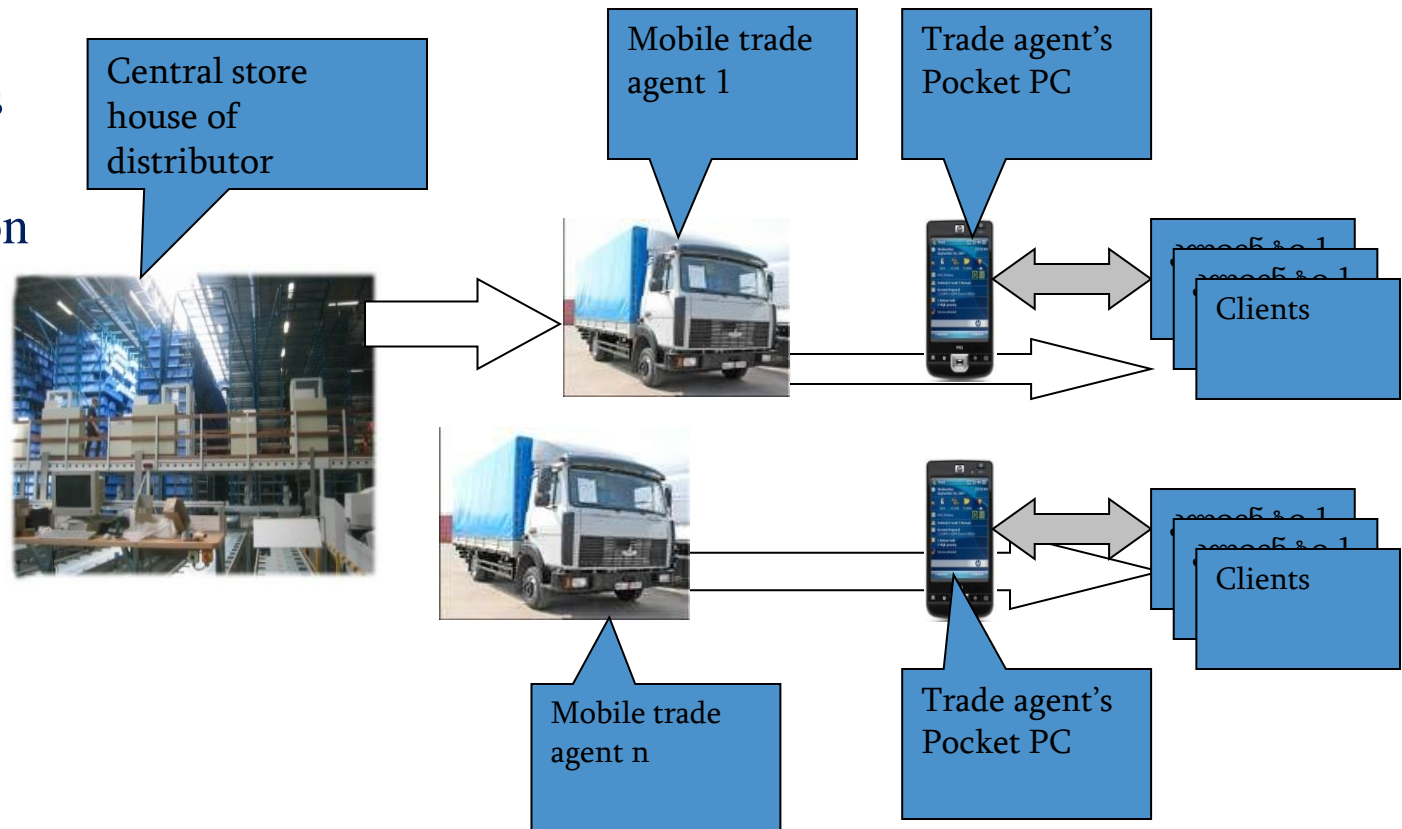 Central store
house of
distributor
Mobile trade
agent 1
Trade agent’s
Pocket PC
on
Clients
Clients
Mobile trade
agent n
Trade agent’s
Pocket PC